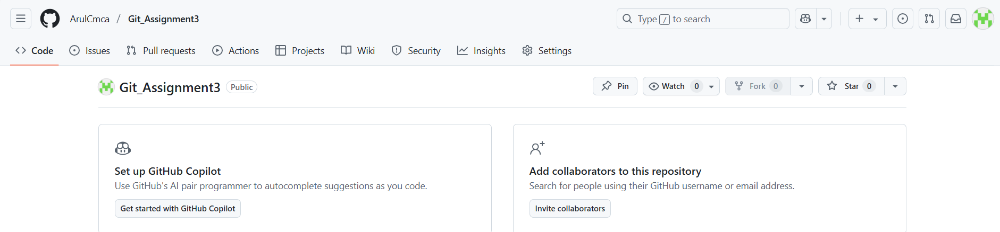 ArulCmca / Git_Assignment3 Type / to search
Code Issues Pull requests Actions Projects Wiki Security Insights Settings
Git_Assignment3 Public Pin Watch 0 Fork 0 Star 0
Set up GitHub Copilot
Use GitHub's AI pair programmer to autocomplete suggestions as you code.
Get started with GitHub Copilot
Add collaborators to this repository
Search for people using their GitHub username or email address.
Invite collaborators